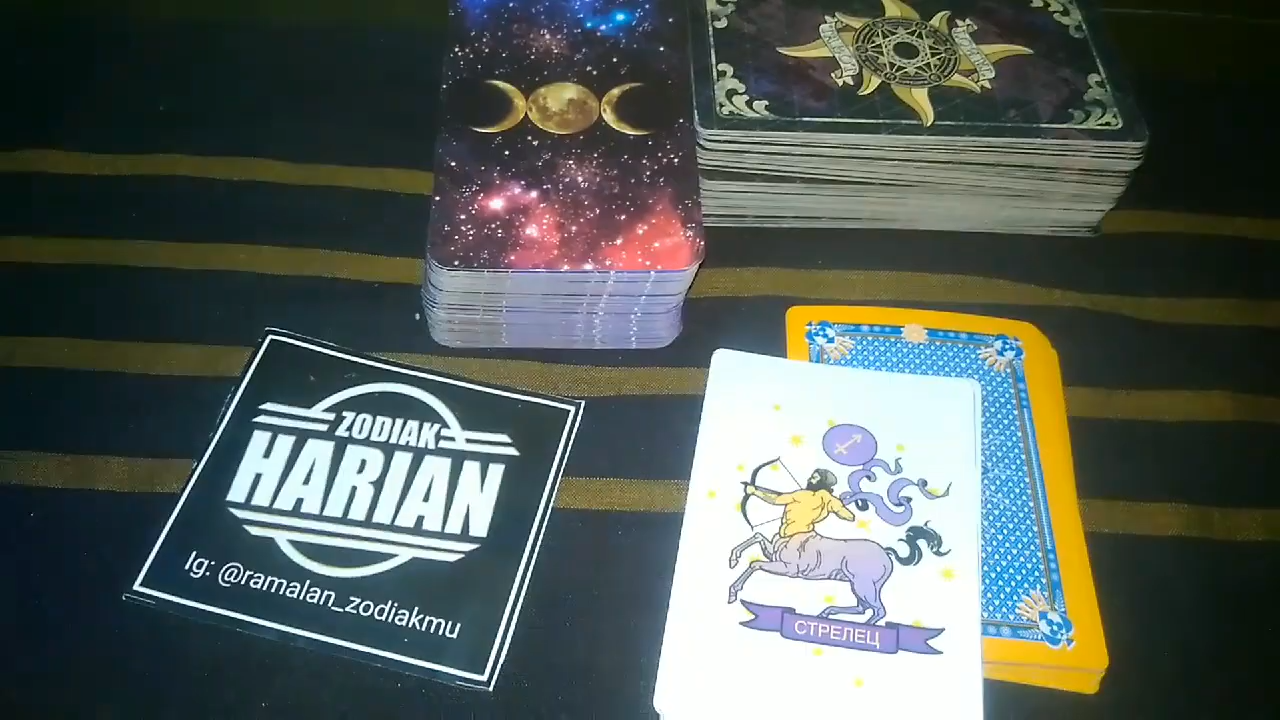 ZODIAK
HARIAN
Ig: @ramalan_zodiakmu
СТРЕЛЕЦ